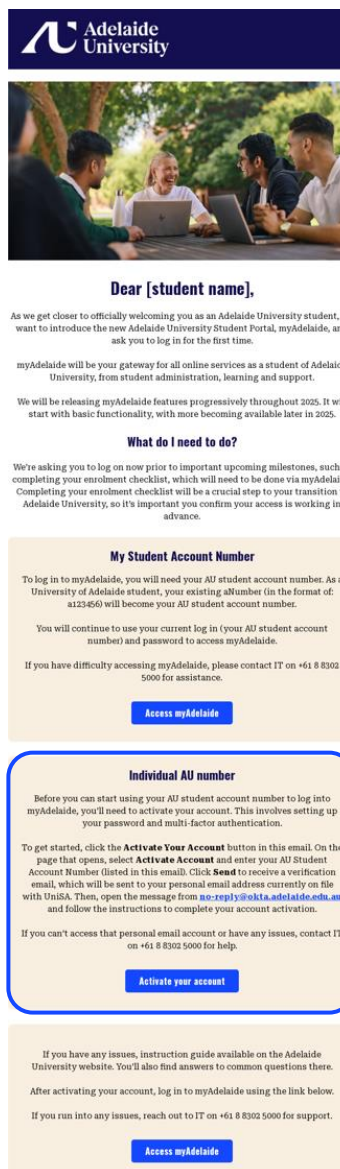 Adelaide
University
Dear [student name],
As we get closer to officially welcoming you as an Adelaide University student,
want to introduce the new Adelaide University Student Portal, myAdelaide, an
ask you to log in for the first time.
myAdelaide will be your gateway for all online services as a student of Adelaid
University, from student administration, learning and support.
We will be releasing myAdelaide features progressively throughout 2025. It wi
start with basic functionality, with more becoming available later in 2025.
What do I need to do?
We're asking you to log on now prior to important upcoming milestones, such
completing your enrolment checklist, which will need to be done via myAdelai
Completing your enrolment checklist will be a crucial step to your transition
Adelaide University, so it's important you confirm your access is working in
advance.
My Student Account Number
To log in to myAdelaide, you will need your AU student account number. As a
University of Adelaide student, your existing aNumber (in the format of:
a123456) will become your AU student account number.
You will continue to use your current log in (your AU student account
number) and password to access myAdelaide.
If you have difficulty accessing myAdelaide, please contact IT on +61 8 8302
5000 for assistance.
Access myAdelaide
Individual AU number
Before you can start using your AU student account number to log into
myAdelaide, you'll need to activate your account. This involves setting up
your password and multi-factor authentication.
To get started, click the Activate Your Account button in this email. On the
page that opens, select Activate Account and enter your AU Student
Account Number (listed in this email). Click Send to receive a verification
email, which will be sent to your personal email address currently on file
with UniSA. Then, open the message from no-reply@okta.adelaide.edu.au
and follow the instructions to complete your account activation.
If you can't access that personal email account or have any issues, contact IT
on +61 8 8302 5000 for help.
Activate your account
If you have any issues, instruction guide available on the Adelaide
University website. You'll also find answers to common questions there.
After activating your account, log in to myAdelaide using the link below.
If you run into any issues, reach out to IT on +61 8 8302 5000 for support.
Access myAdelaide